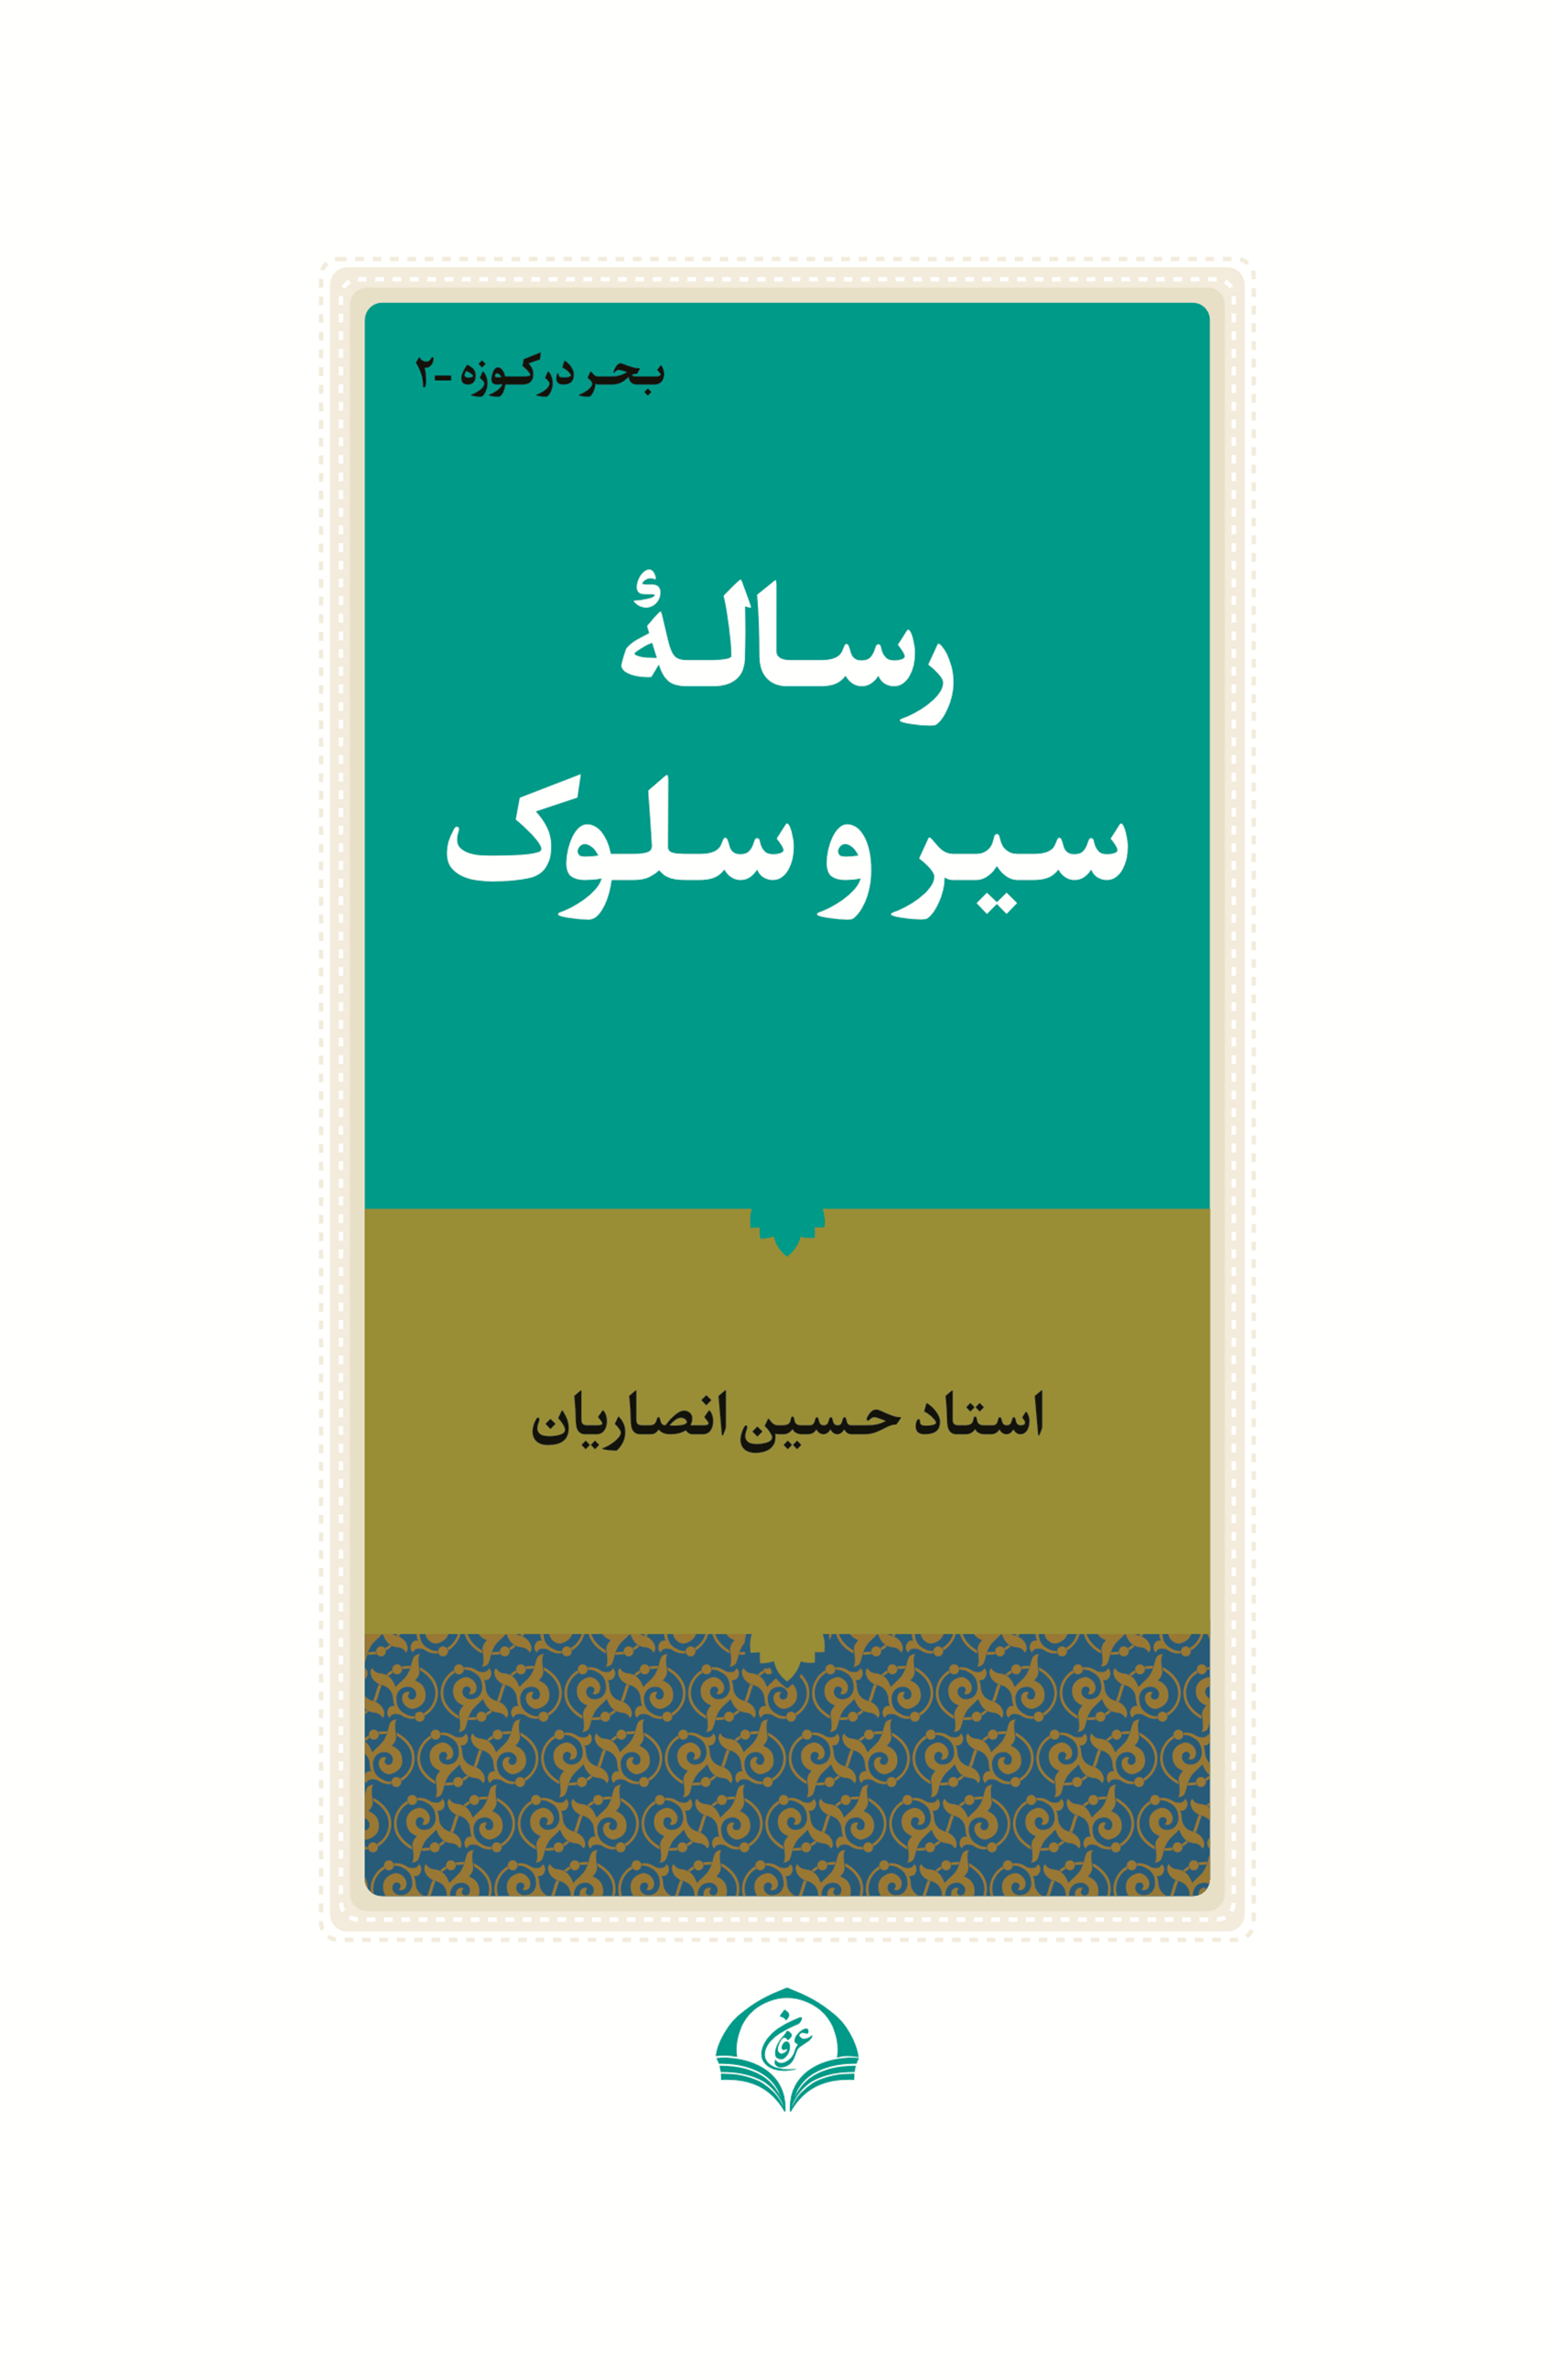 بحر در کوزه -۲
رسالهٔ
سیر و سلوک
استاد حسین انصاریان